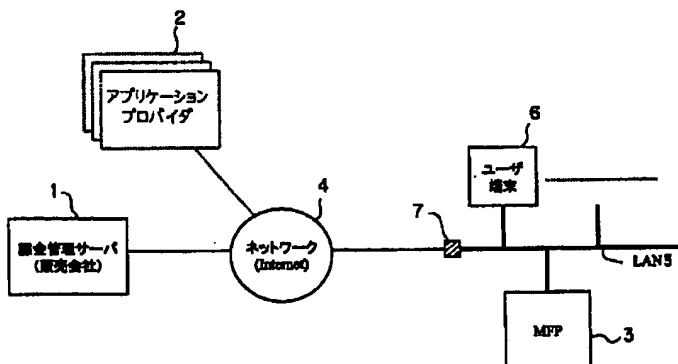 2
アプリケーション
プロバイダ
6
ユーザ
端末
1
課金管理サーバ
(販売会社)
4
ネットワーク
(Internet)
7
LAN5
MFP
3